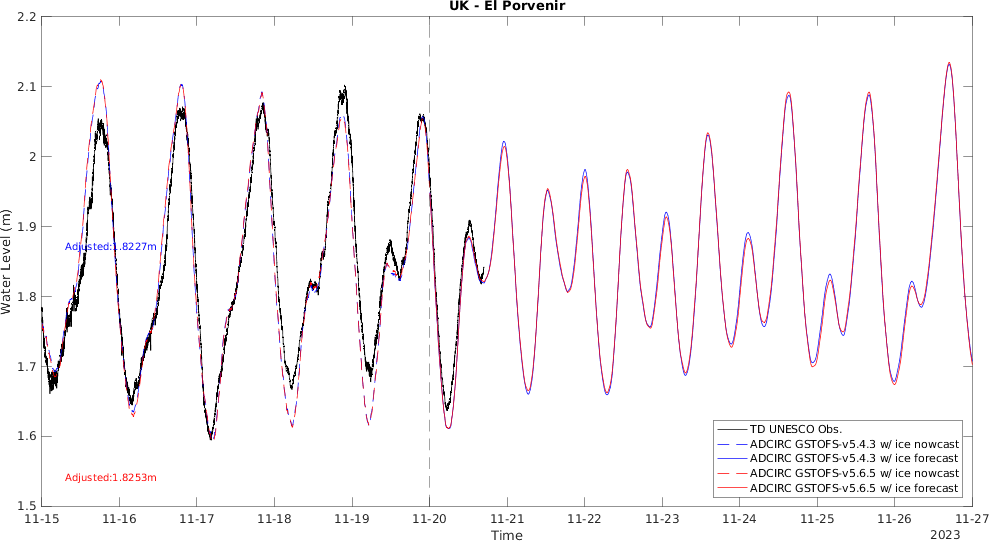 UK - El Porvenir
Water Level (m)
2.2
2.1
2
1.9
1.8
1.7
1.6
1.5
Adjusted:1.8227m
Adjusted:1.8253m
TD UNESCO Obs.
ADCIRC GSTOFS-v5.4.3 w/ ice nowcast
ADCIRC GSTOFS-v5.4.3 w/ ice forecast
ADCIRC GSTOFS-v5.6.5 w/ ice nowcast
ADCIRC GSTOFS-v5.6.5 w/ ice forecast
11-15 11-16 11-17 11-18 11-19 11-20 11-21 11-22 11-23 11-24 11-25 11-26 11-27
Time
2023